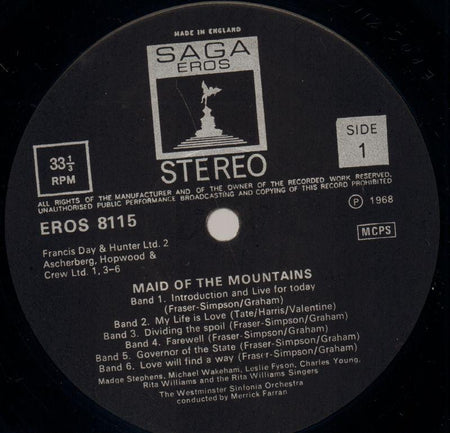 MADE IN ENGLAND
SAGA
EROS
STEREO
33 1/3
RPM
SIDE
1
ALL RIGHTS OF THE MANUFACTURER AND OF THE OWNER OF THE RECORDED WORK RESERVED.
UNAUTHORISED PUBLIC PERFORMANCE BROADCASTING AND COPYING OF THIS RECORD PROHIBITED
EROS 8115
Ⓟ 1968
MCPS
Francis Day & Hunter Ltd. 2
Ascherberg, Hopwood &
Crew Ltd. 1, 3–6
MAID OF THE MOUNTAINS
Band 1. Introduction and Live for today
(Fraser-Simpson/Graham)
Band 2. My Life is Love (Tate/Harris/Valentine)
Band 3. Dividing the spoil (Fraser-Simpson/Graham)
Band 4. Farewell (Fraser-Simpson/Graham)
Band 5. Governor of the State (Fraser-Simpson/Graham)
Band 6. Love will find a way (Fraser-Simpson/Graham)
Madge Stephens, Michael Wakeham, Leslie Fyson, Charles Young,
Rita Williams and the Rita Williams Singers
The Westminster Sinfonia Orchestra
conducted by Merrick Farran